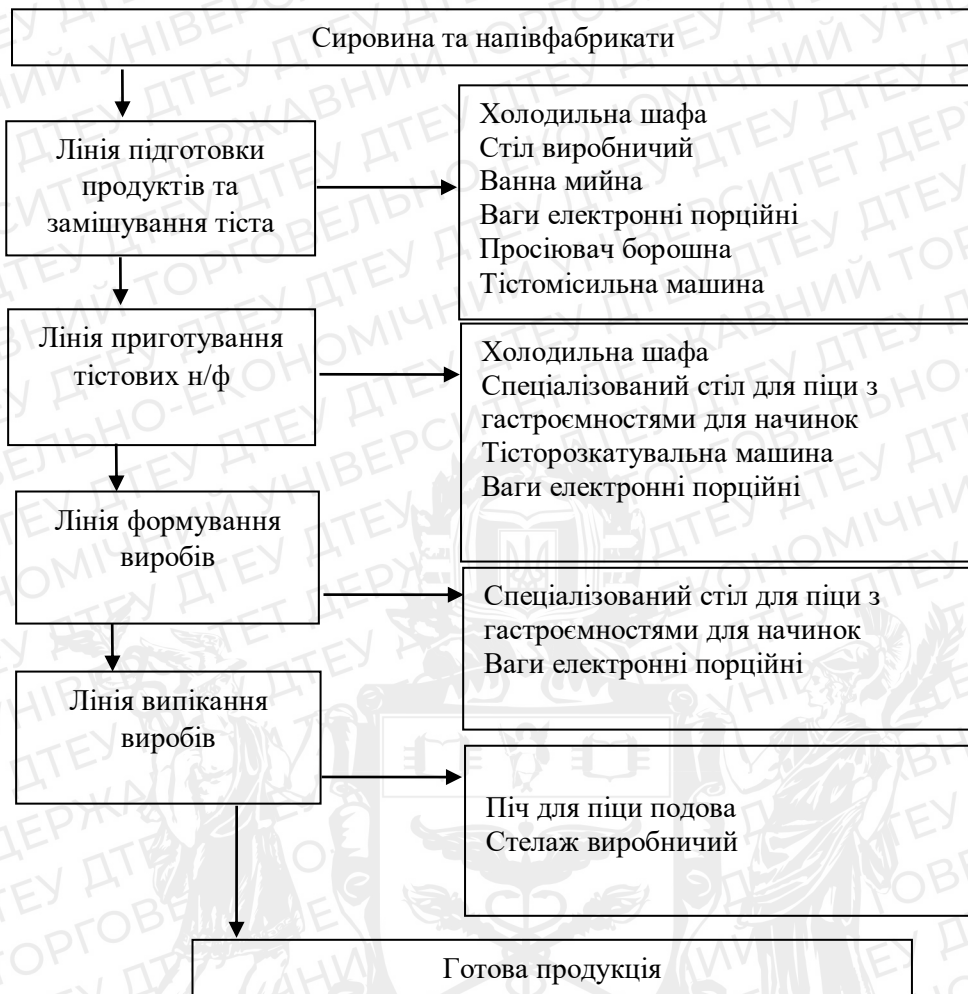 Сировина та напівфабрикати
Лінія підготовки
продуктів та
замішування тіста
Холодильна шафа
Стіл виробничий
Ванна мийна
Ваги електронні порційні
Просіювач борошна
Тістомісильна машина
Лінія приготування
тістових н/ф
Холодильна шафа
Спеціалізований стіл для піци з
гастроємностями для начинок
Тісторозкатувальна машина
Ваги електронні порційні
Лінія формування
виробів
Спеціалізований стіл для піци з
гастроємностями для начинок
Ваги електронні порційні
Лінія випікання
виробів
Піч для піци подова
Стелаж виробничий
Готова продукція